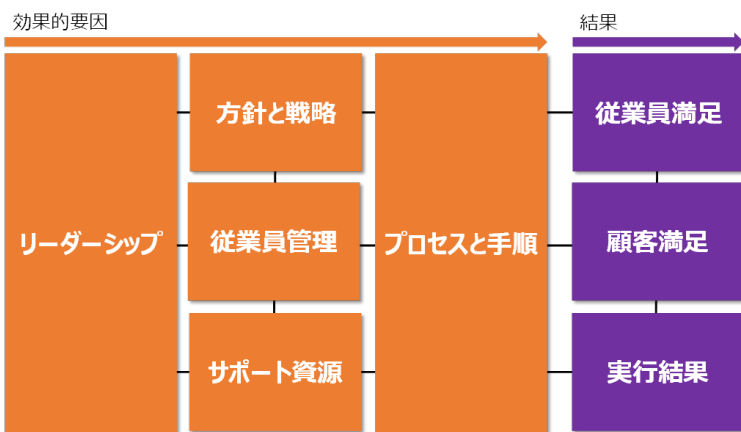 効果的要因
結果
リーダーシップ
方針と戦略
従業員管理
サポート資源
プロセスと手順
従業員満足
顧客満足
実行結果